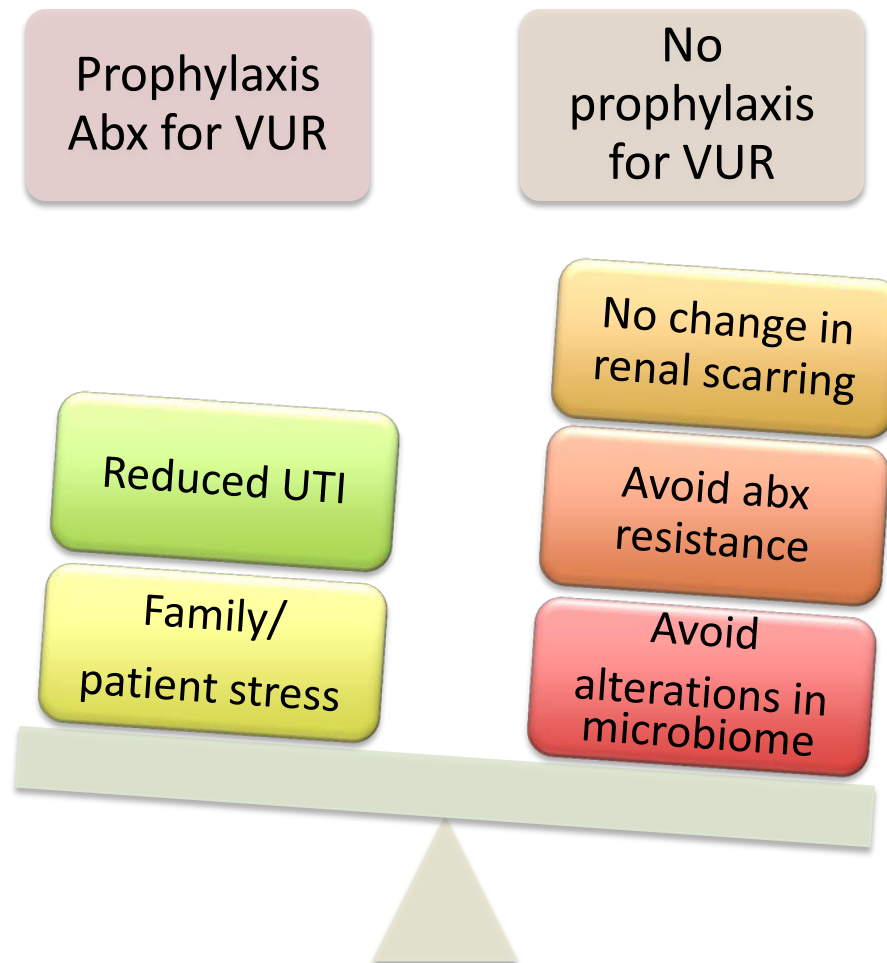 Prophylaxis
Abx for VUR
No
prophylaxis
for VUR
Reduced UTI
Family/
patient stress
No change in
renal scarring
Avoid abx
resistance
Avoid
alterations in
microbiome